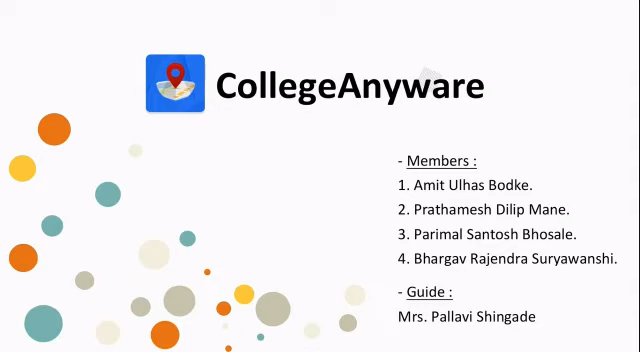 CollegeAnyware
- Members :
1. Amit Ulhas Bodke.
2. Prathamesh Dilip Mane.
3. Parimal Santosh Bhosale.
4. Bhargav Rajendra Suryawanshi.
- Guide :
Mrs. Pallavi Shingade